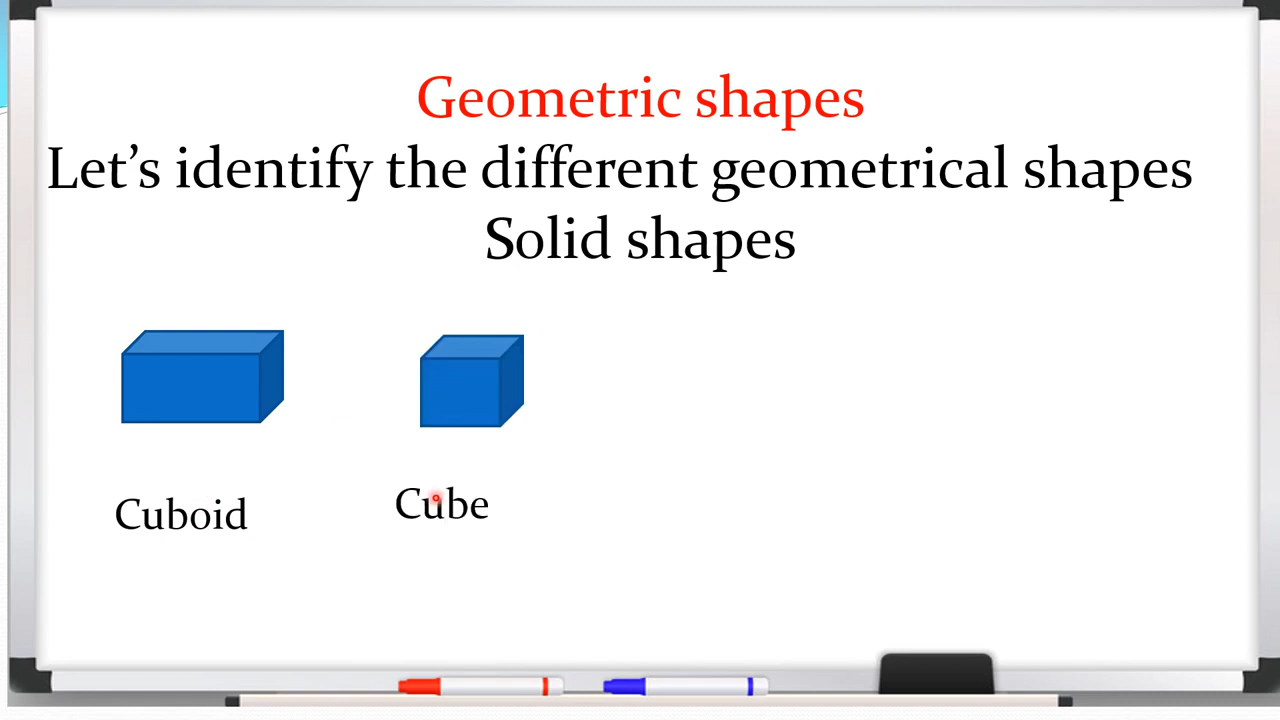 Geometric shapes
Let’s identify the different geometrical shapes
Solid shapes
Cuboid
Cube